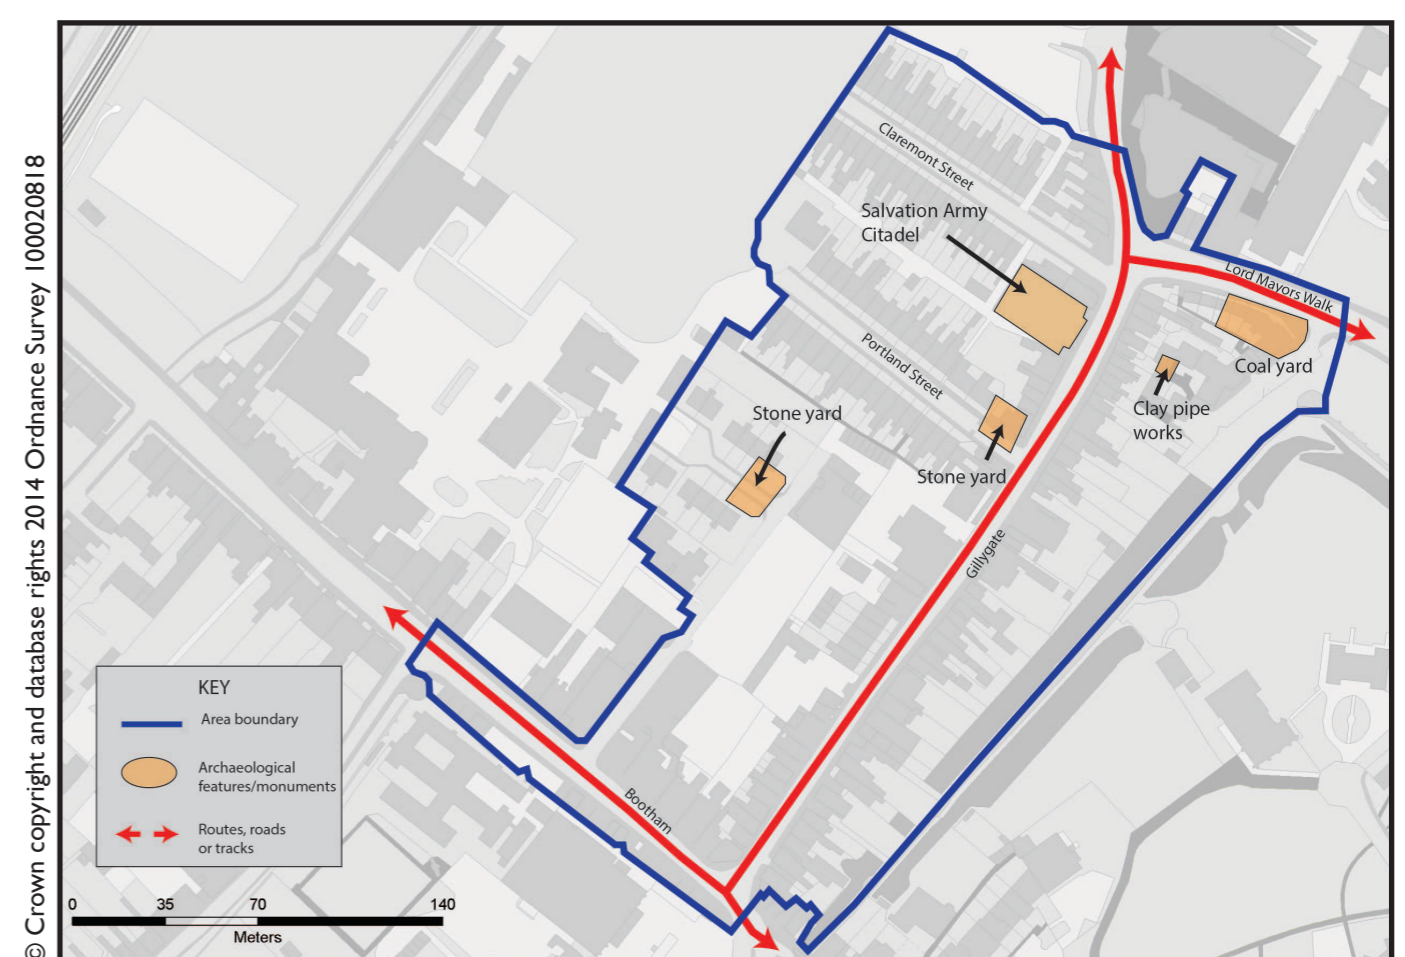 © Crown copyright and database rights 2014 Ordnance Survey 100020818
Claremont Street
Salvation Army
Citadel
Lord Mayors Walk
Portland Street
Coal yard
Stone yard
Clay pipe
works
Stone yard
Gillygate
Bootham
KEY
Area boundary
Archaeological
features/monuments
Routes, roads
or tracks
0 35 70 140
Meters